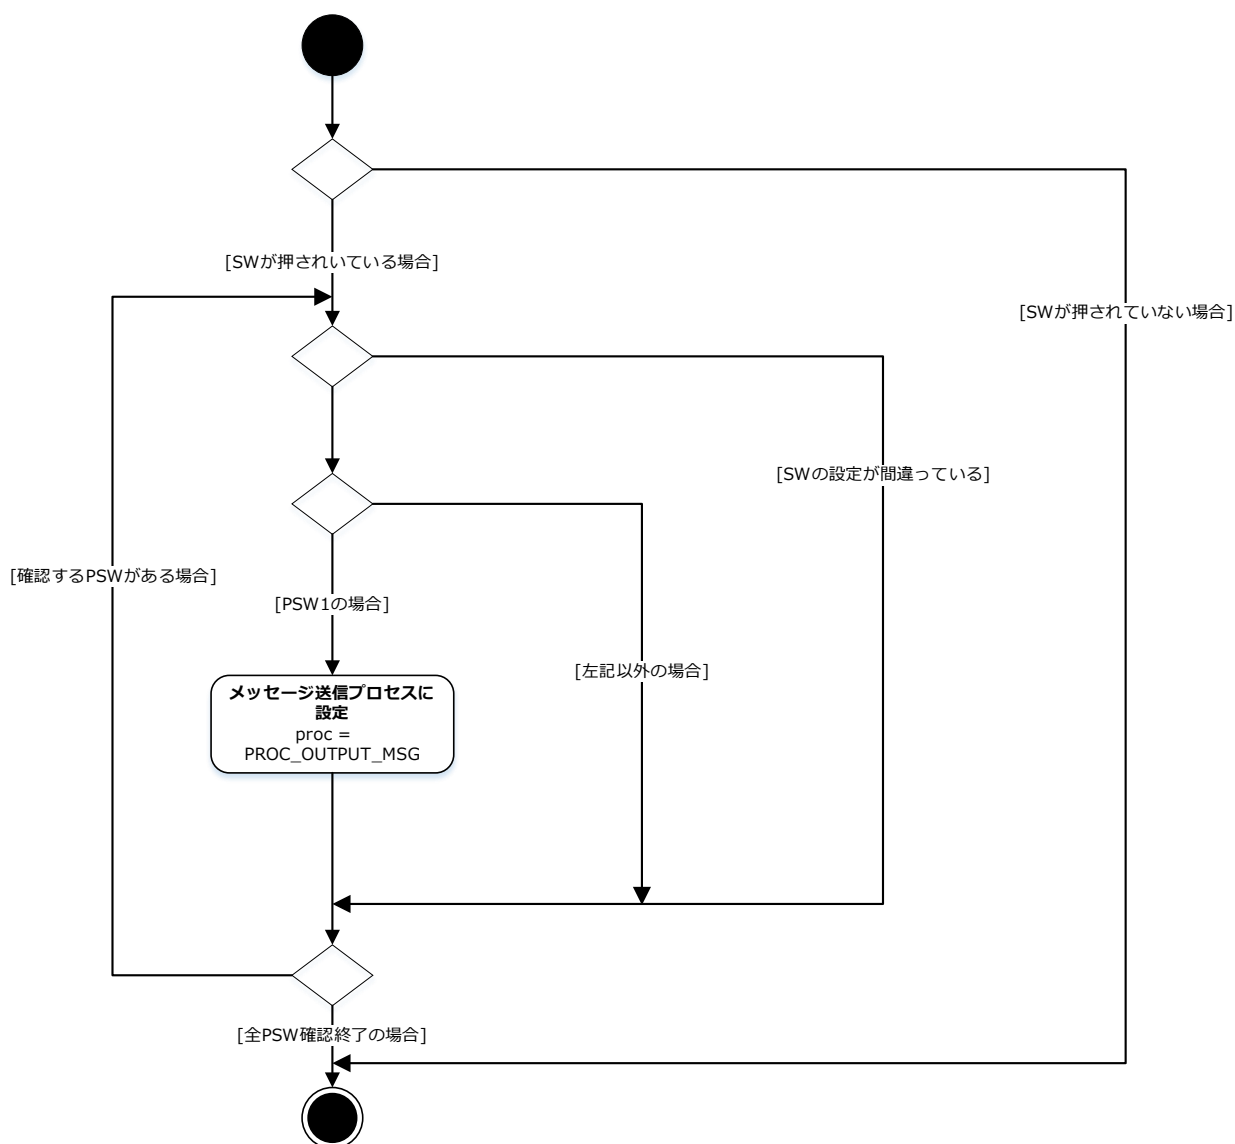 [SWが押されいている場合]
[SWが押されていない場合]
[SWの設定が間違っている]
[確認するPSWがある場合]
[PSW1の場合]
[左記以外の場合]
メッセージ送信プロセスに
設定
proc =
PROC_OUTPUT_MSG
[全PSW確認終了の場合]